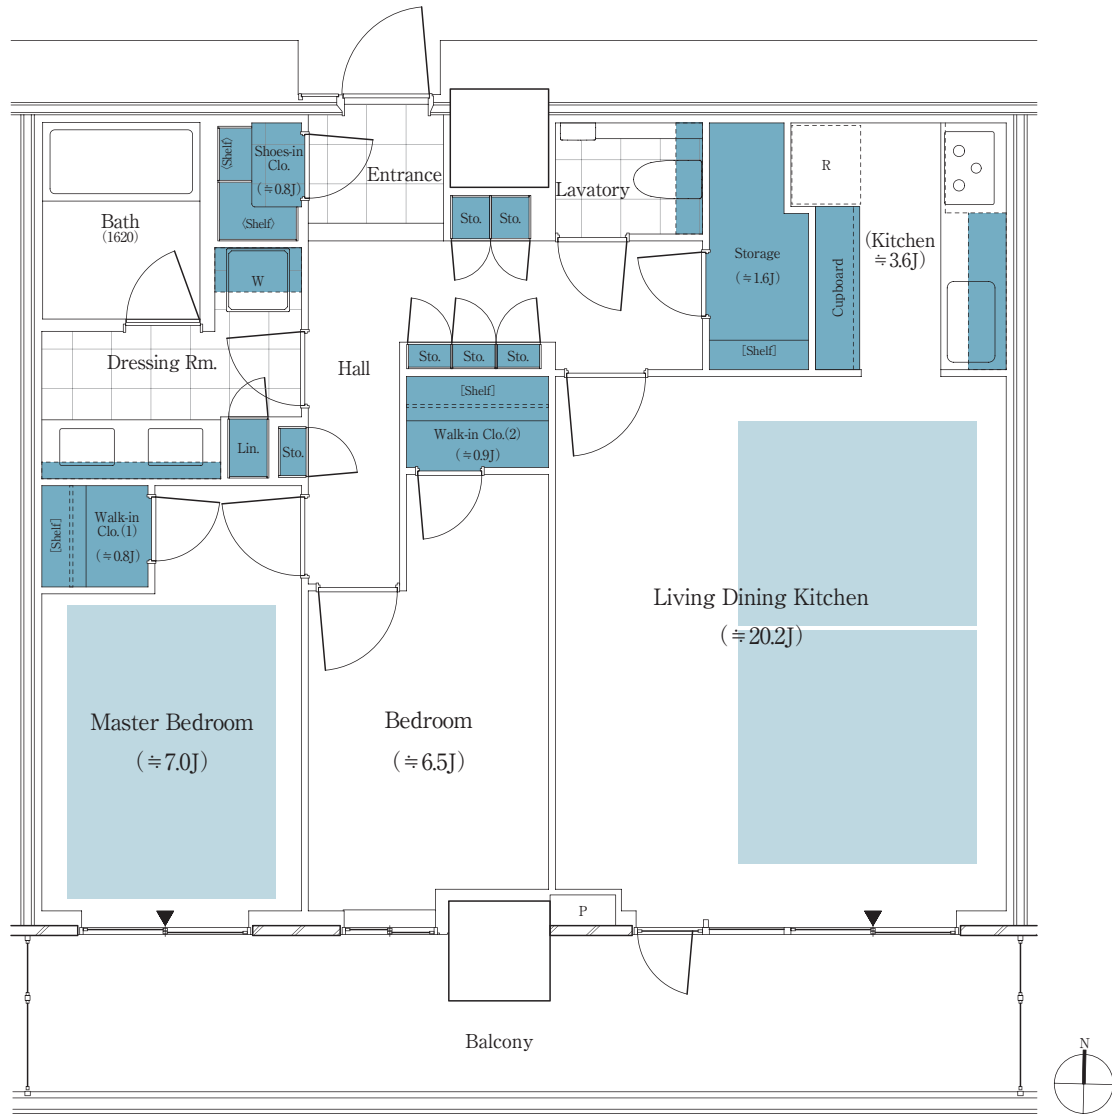 〈Shelf〉
Shoes-in
Clo.
(≒0.8J)
〈Shelf〉
Entrance
Bath
(1620)
W
Sto.
Sto.
Lavatory
Storage
(≒1.6J)
[Shelf]
R
Cupboard
(Kitchen
≒3.6J)
Dressing Rm.
Hall
Sto.
Sto.
Sto.
[Shelf]
Walk-in Clo.(2)
(≒0.9J)
Lin.
Sto.
[Shelf]
Walk-in
Clo.(1)
(≒0.8J)
Living Dining Kitchen
(≒20.2J)
Master Bedroom
(≒7.0J)
Bedroom
(≒6.5J)
P
Balcony
N